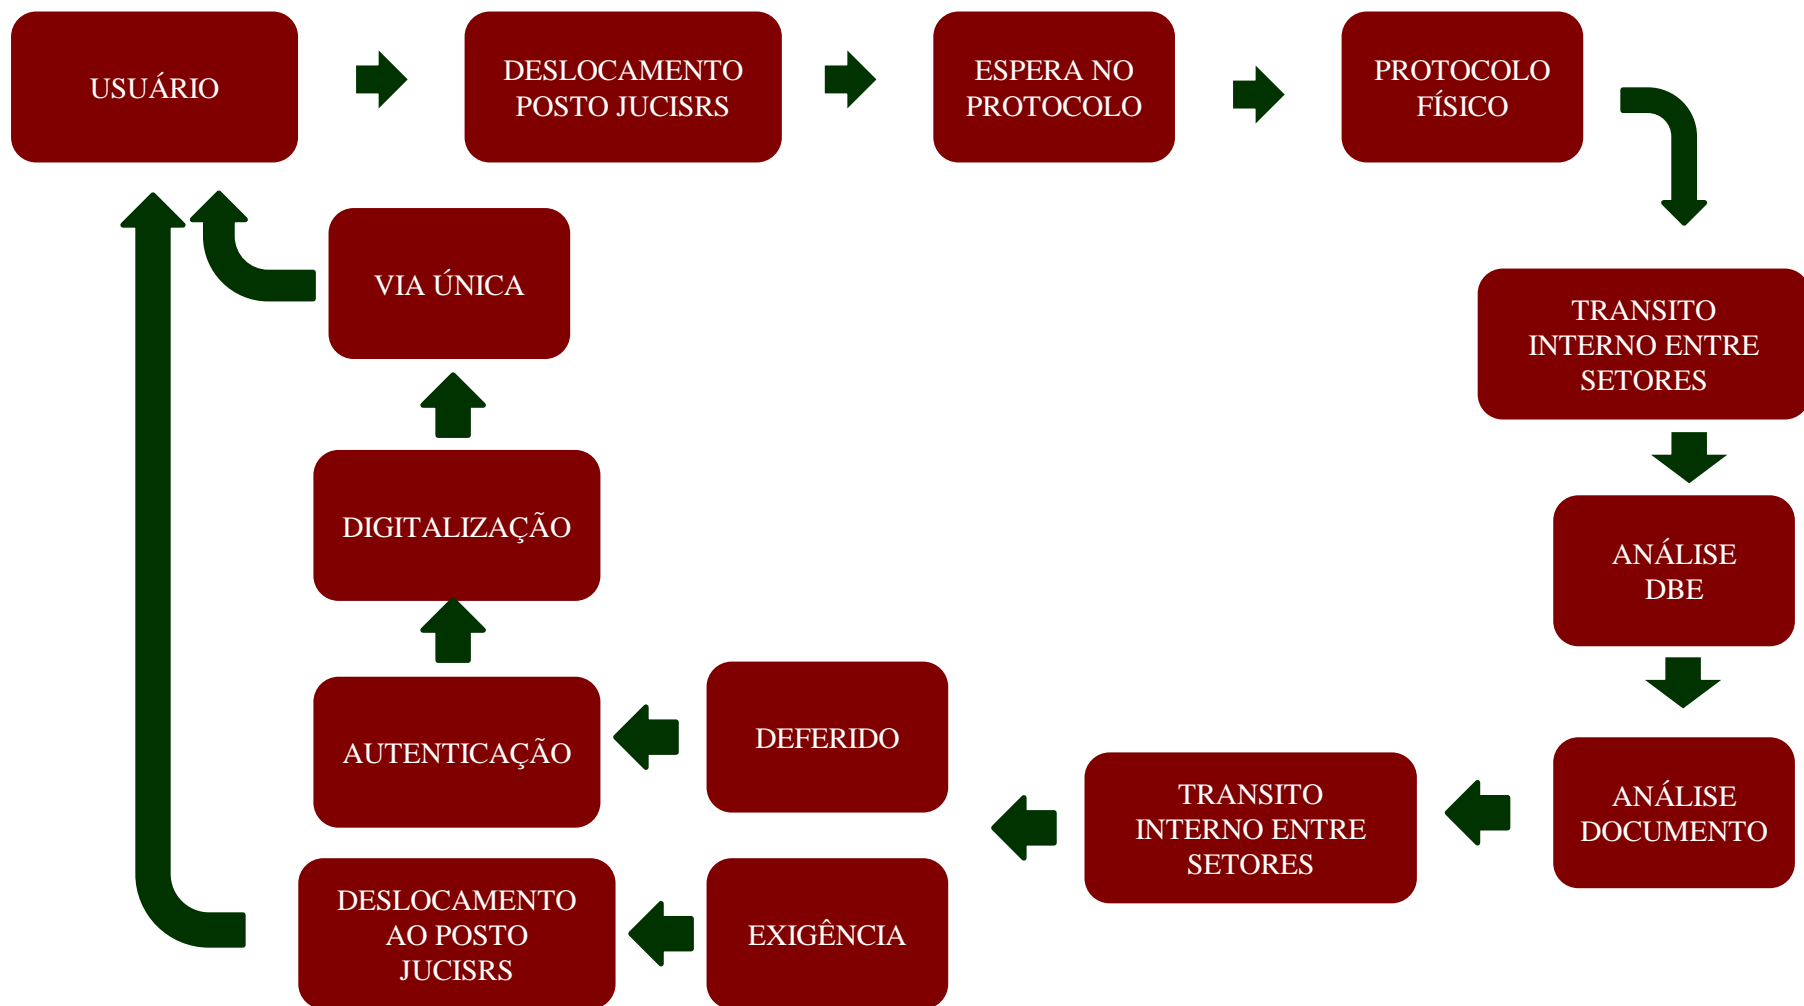 USUÁRIO
DESLOCAMENTO
POSTO JUCISRS
ESPERA NO
PROTOCOLO
PROTOCOLO
FÍSICO
TRANSITO
INTERNO ENTRE
SETORES
ANÁLISE
DBE
ANÁLISE
DOCUMENTO
TRANSITO
INTERNO ENTRE
SETORES
DEFERIDO
AUTENTICAÇÃO
DIGITALIZAÇÃO
VIA ÚNICA
EXIGÊNCIA
DESLOCAMENTO
AO POSTO
JUCISRS